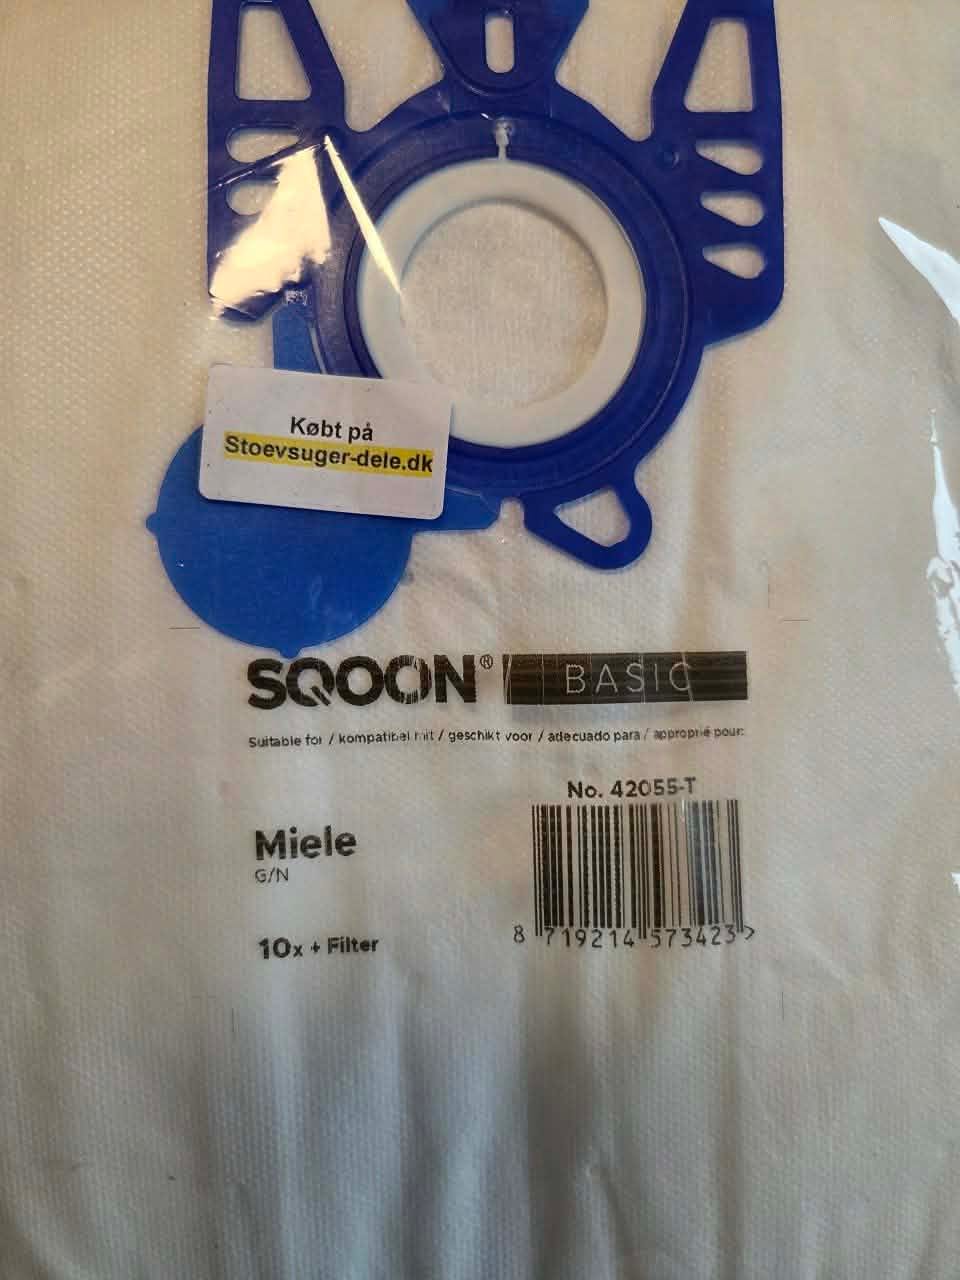 Købt på
Stoevsuger-dele.dk
SQOON® BASIC
Suitable for / kompatibel mit / geschikt voor / adecuado para / approprié pour:
No. 42055-T
Miele
G/N
10x + Filter
8 719214 573423 >